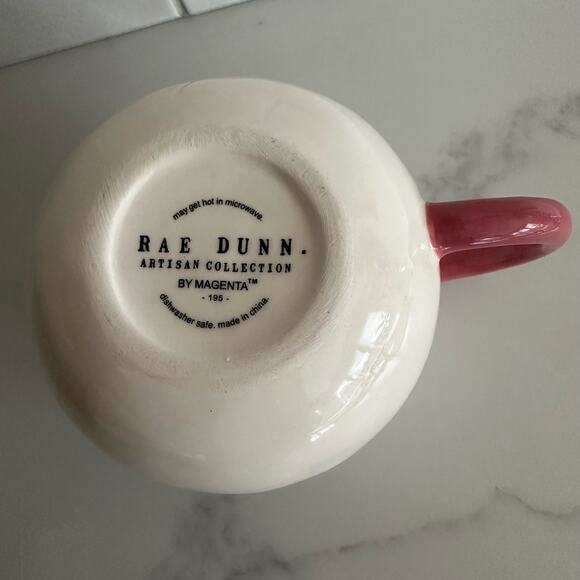 may get hot in microwave.
RAE DUNN.
ARTISAN COLLECTION
BY MAGENTA™
- 195 -
dishwasher safe. made in china.